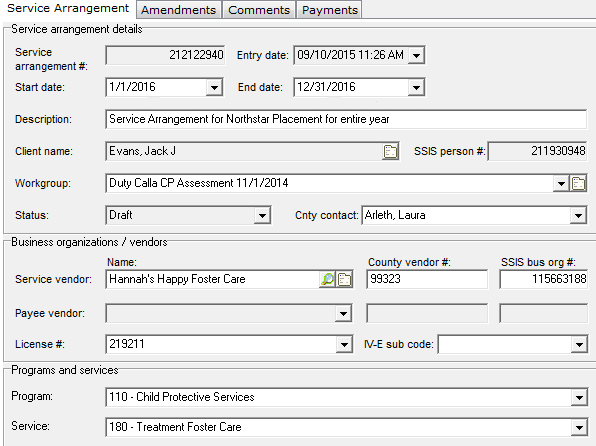 Service Arrangement Amendments Comments Payments
Service arrangement details
Service arrangement #: 212122940 Entry date: 09/10/2015 11:26 AM
Start date: 1/1/2016 End date: 12/31/2016
Description: Service Arrangement for Northstar Placement for entire year
Client name: Evans, Jack J SSIS person #: 211930948
Workgroup: Duty Calla CP Assessment 11/1/2014
Status: Draft Cnty contact: Arleth, Laura
Business organizations / vendors
Name: County vendor #: SSIS bus org #:
Service vendor: Hannah's Happy Foster Care 99323 115663188
Payee vendor:
License #: 219211 IV-E sub code:
Programs and services
Program: 110 - Child Protective Services
Service: 180 - Treatment Foster Care